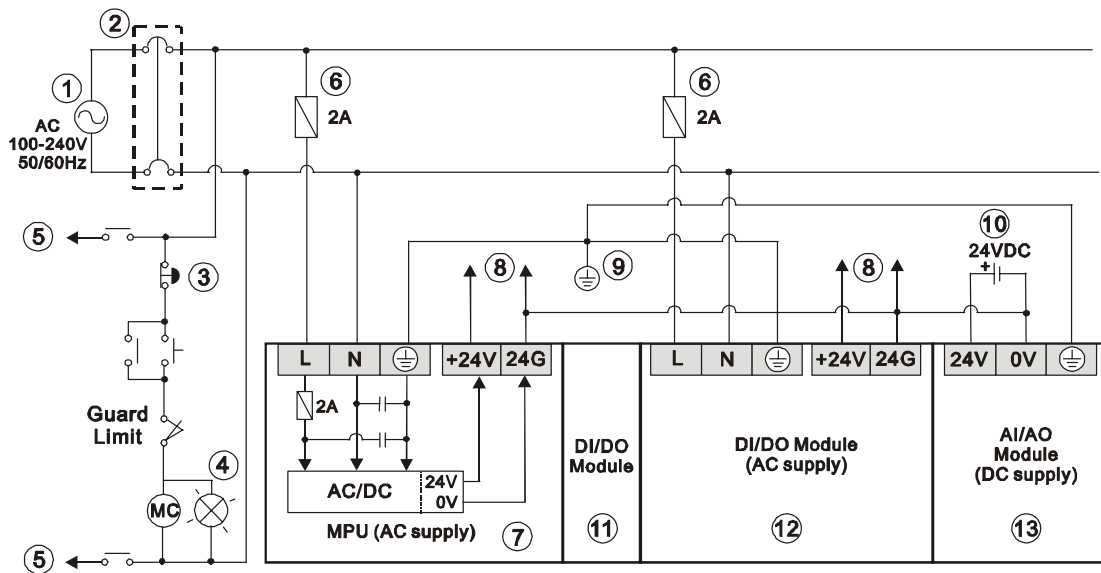 ②
①
AC
100-240V
50/60Hz
⑥
2A
⑥
2A
⑤
③
⑧
⑨
⑧
⑩
24VDC
+
L N +24V 24G
L N +24V 24G
24V 0V
Guard
Limit
2A
④
MC
AC/DC
24V
0V
MPU (AC supply)
⑦
DI/DO
Module
⑪
DI/DO Module
(AC supply)
⑫
AI/AO
Module
(DC supply)
⑬
⑤